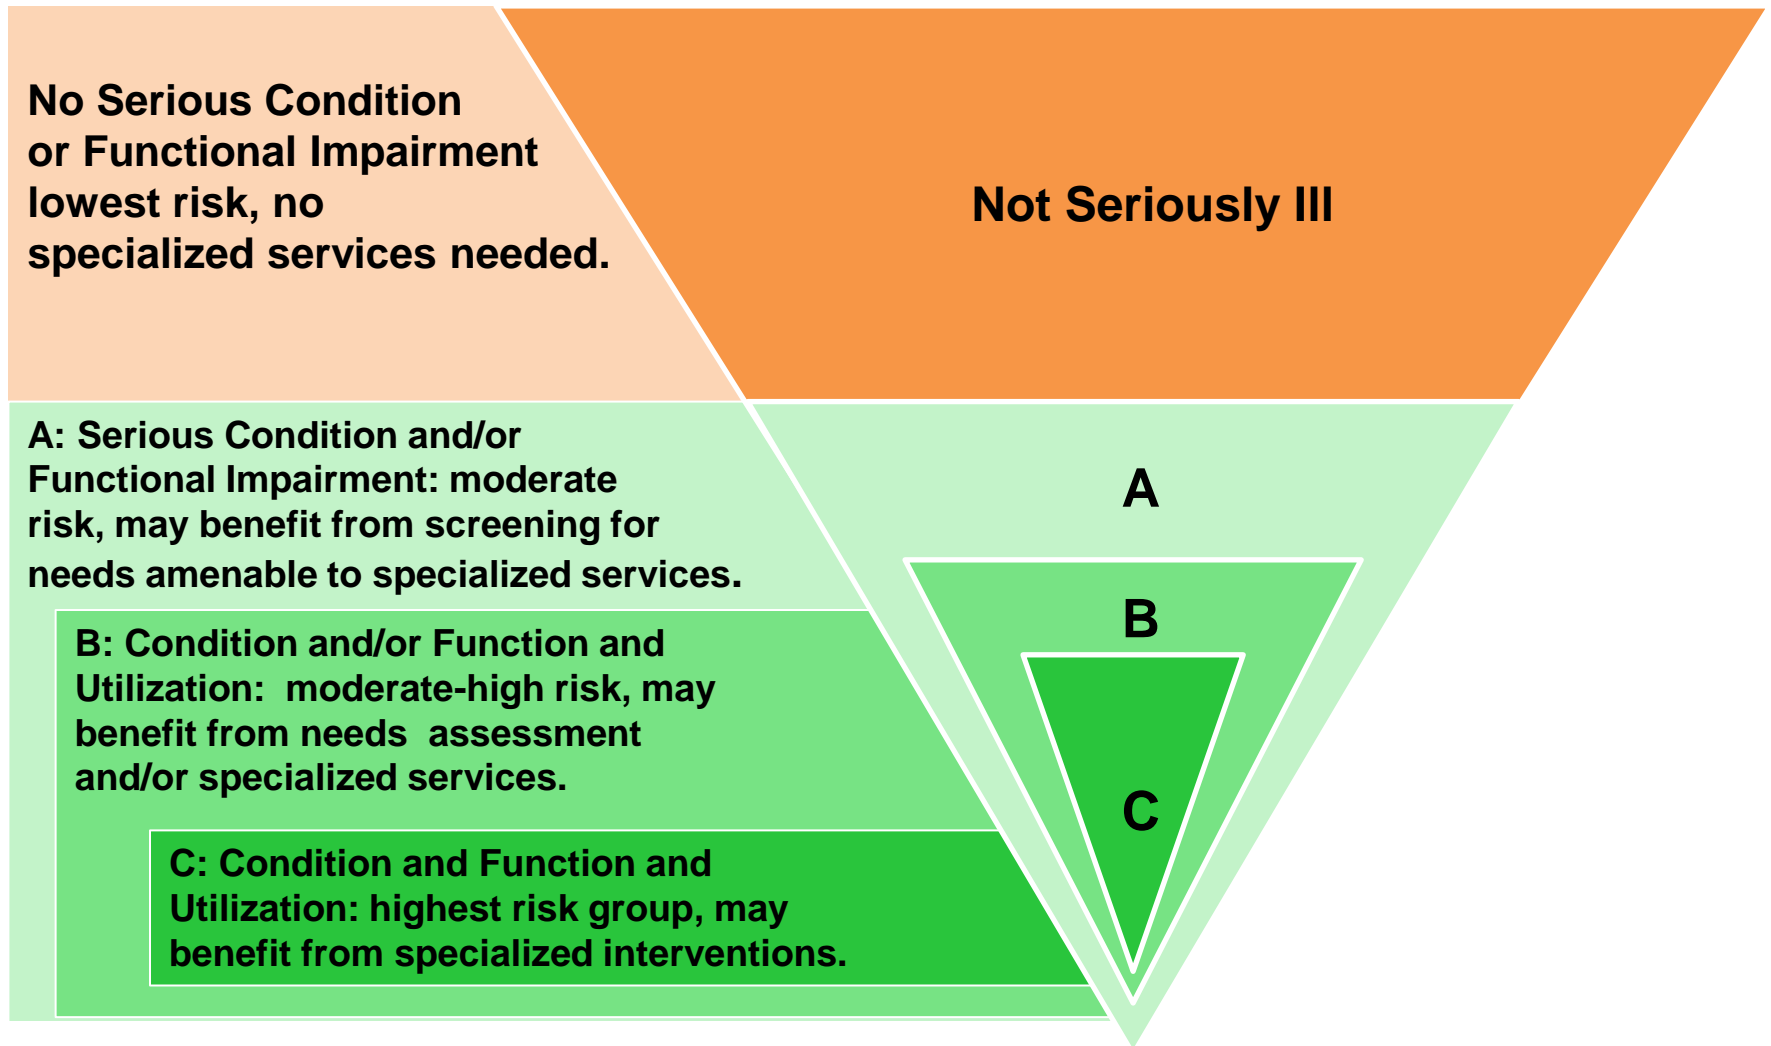 No Serious Condition
or Functional Impairment
lowest risk, no
specialized services needed.
Not Seriously Ill
A: Serious Condition and/or
Functional Impairment: moderate
risk, may benefit from screening for
needs amenable to specialized services.
A
B: Condition and/or Function and
Utilization:  moderate-high risk, may
benefit from needs  assessment
and/or specialized services.
B
C: Condition and Function and
Utilization: highest risk group, may
benefit from specialized interventions.
C